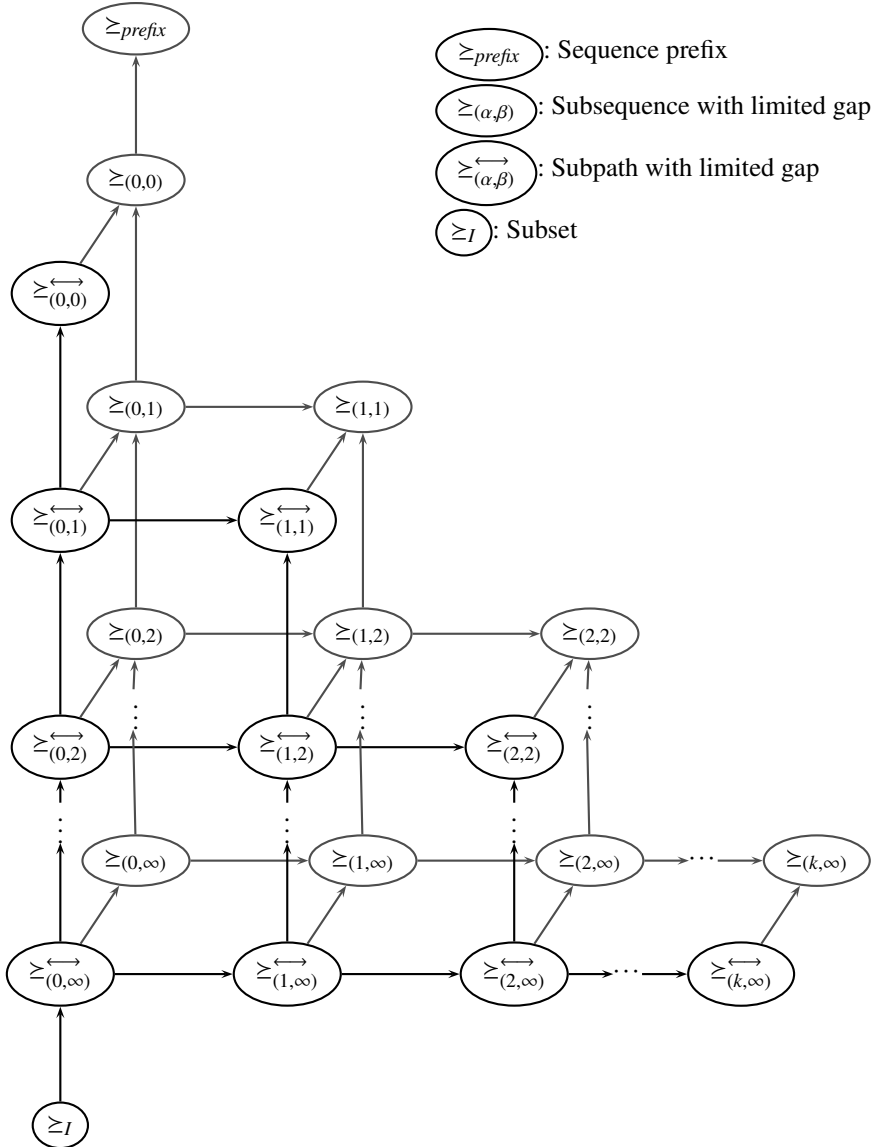 ⪰prefix
⪰prefix : Sequence prefix
⪰(α,β) : Subsequence with limited gap
⪰(0,0)
⪰⟷(α,β) : Subpath with limited gap
⪰I : Subset
⪰⟷(0,0)
⪰(0,1) ⪰(1,1)
⪰⟷(0,1) ⪰⟷(1,1)
⪰(0,2) ⪰(1,2) ⪰(2,2)
⋮ ⋮ ⋮
⪰⟷(0,2) ⪰⟷(1,2) ⪰⟷(2,2)
⋮ ⋮ ⋮
⪰(0,∞) ⪰(1,∞) ⪰(2,∞) ··· ⪰(k,∞)
⪰⟷(0,∞) ⪰⟷(1,∞) ⪰⟷(2,∞) ··· ⪰⟷(k,∞)
⪰I